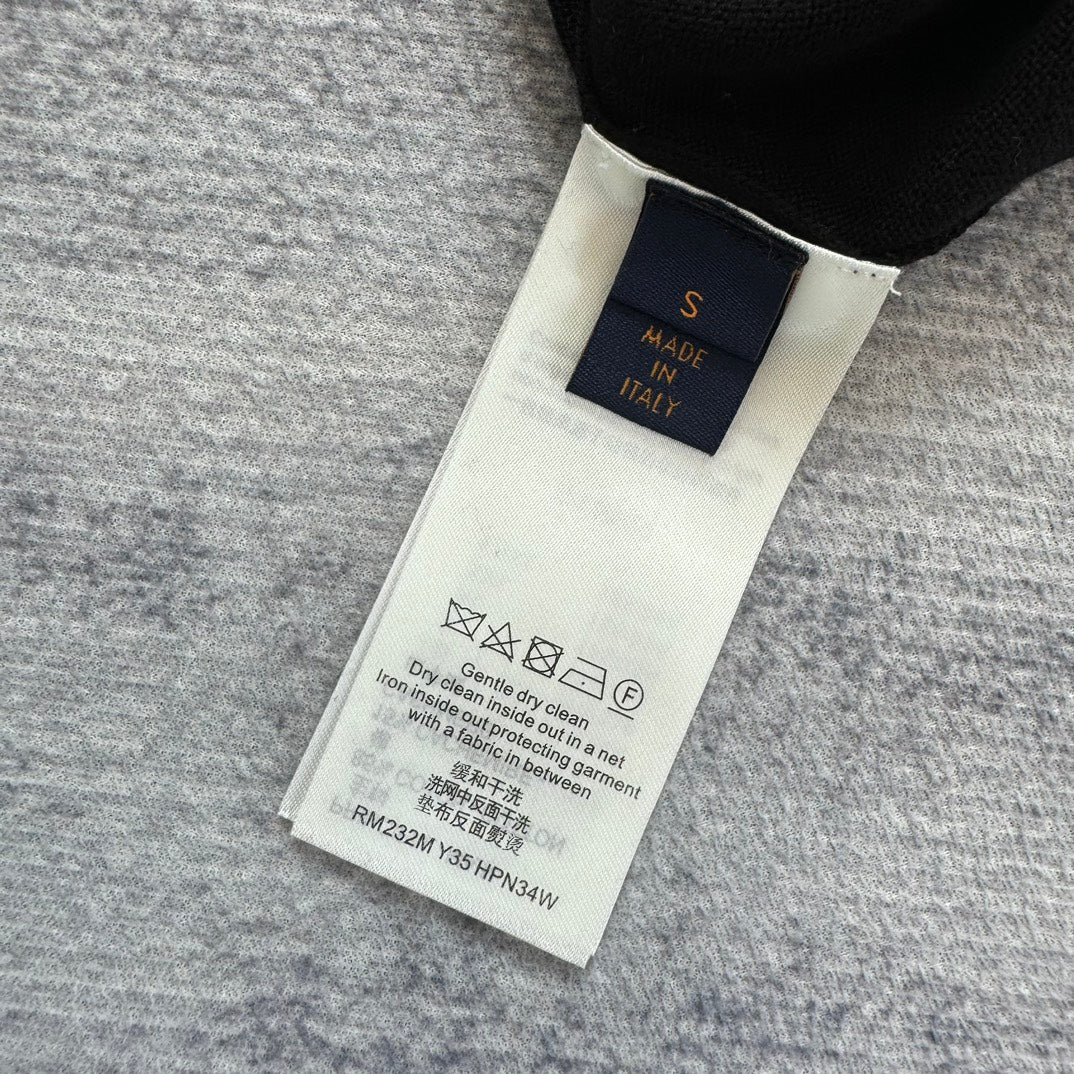 S
MADE
IN
ITALY
F
Gentle dry clean
Dry clean inside out in a net
Iron inside out protecting garment
with a fabric in between
缓和干洗
洗网中反面干洗
垫布反面熨烫
RM232M Y35 HPN34W